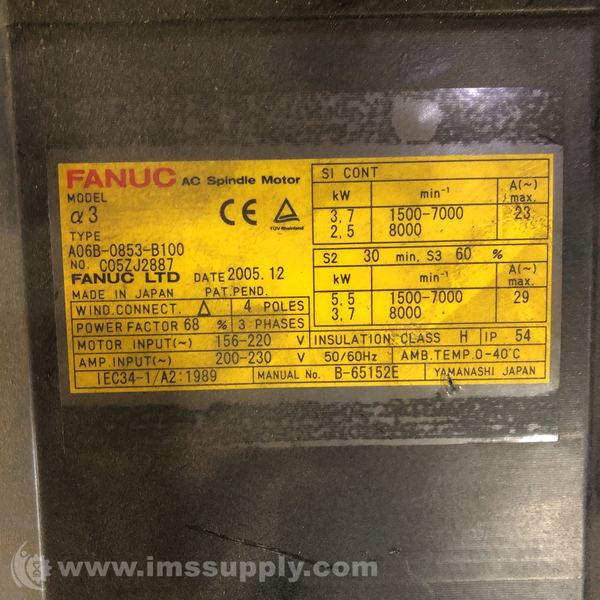 FANUC AC Spindle Motor
MODEL
α 3
TYPE
A06B-0853-B100
NO. C05ZJ2887
FANUC LTD DATE 2005.12
MADE IN JAPAN PAT.PEND.
CE
TÜV Rheinland
WIND.CONNECT. Δ 4 POLES
POWER FACTOR 68 % 3 PHASES
SI CONT
kW min⁻¹ A(~) max.
3,7 1500-7000 23
2,5 8000
S2 30 min, S3 60 %
kW min⁻¹ A(~) max.
5,5 1500-7000 29
3,7 8000
MOTOR INPUT(~) 156-220 V INSULATION CLASS H IP 54
AMP.INPUT(~) 200-230 V 50/60Hz AMB.TEMP.0-40°C
IEC34-1/A2:1989 MANUAL No. B-65152E YAMANASHI JAPAN
www.imssupply.com